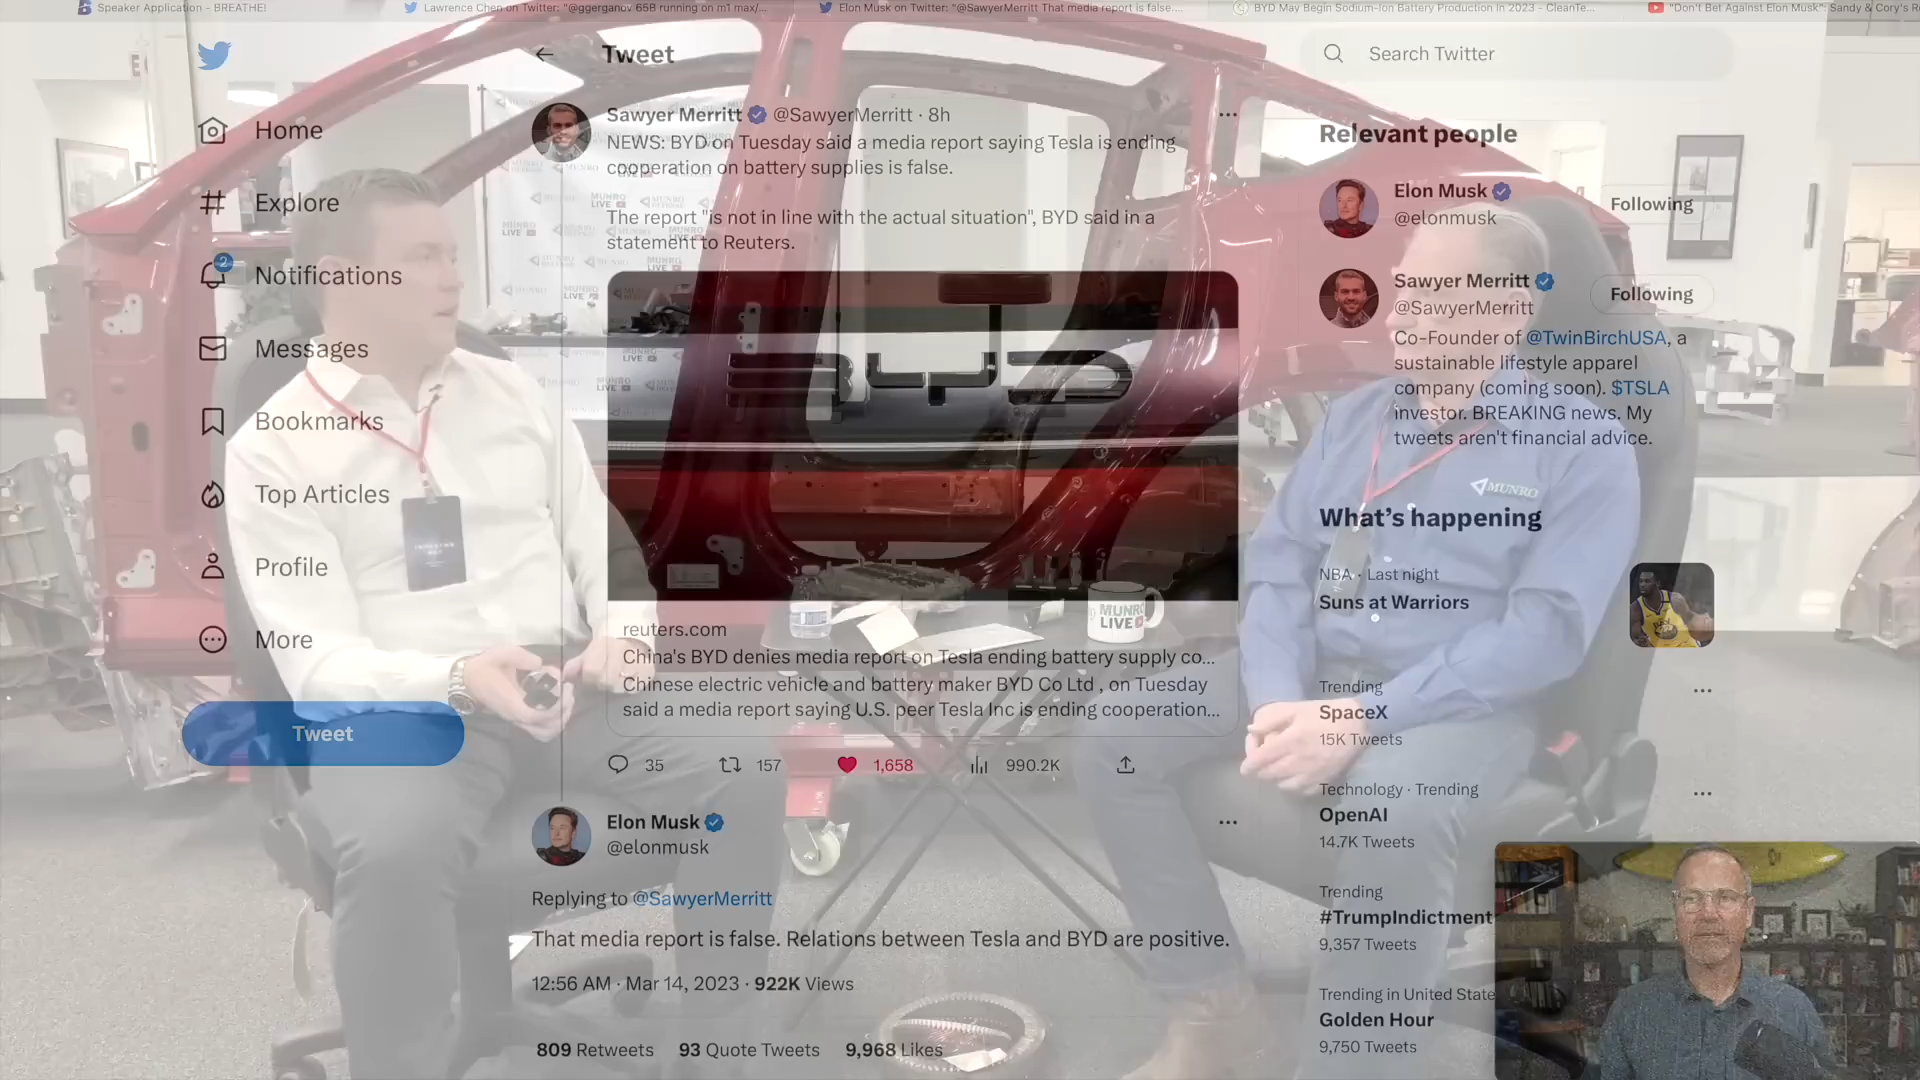 Speaker Application - BREATHE!
Lawrence Chen on Twitter: "@ggerganov 65B running on m1 max/...
Elon Musk on Twitter: "@SawyerMerritt That media report is false....
BYD May Begin Sodium-Ion Battery Production In 2023 - CleanTe...
"Don't Bet Against Elon Musk": Sandy & Cory's R
Tweet
Search Twitter
Home
Explore
Notifications
2
Messages
Bookmarks
Top Articles
Profile
More
Tweet
Sawyer Merritt @SawyerMerritt · 8h
NEWS: BYD on Tuesday said a media report saying Tesla is ending
cooperation on battery supplies is false.
The report "is not in line with the actual situation", BYD said in a
statement to Reuters.
BYD
reuters.com
China's BYD denies media report on Tesla ending battery supply co...
Chinese electric vehicle and battery maker BYD Co Ltd , on Tuesday
said a media report saying U.S. peer Tesla Inc is ending cooperation...
35 157 1,658 990.2K
Elon Musk
@elonmusk
Replying to @SawyerMerritt
That media report is false. Relations between Tesla and BYD are positive.
12:56 AM · Mar 14, 2023 · 922K Views
809 Retweets 93 Quote Tweets 9,968 Likes
Relevant people
Elon Musk
@elonmusk
Following
Sawyer Merritt
@SawyerMerritt
Following
Co-Founder of @TwinBirchUSA, a
sustainable lifestyle apparel
company (coming soon). $TSLA
investor. BREAKING news. My
tweets aren't financial advice.
What's happening
NBA · Last night
Suns at Warriors
Trending
SpaceX
15K Tweets
Technology · Trending
OpenAI
14.7K Tweets
Trending
#TrumpIndictment
9,357 Tweets
Trending in United State
Golden Hour
9,750 Tweets
MUNRO
MUNRO
LIVE
MUNRO
LIVE